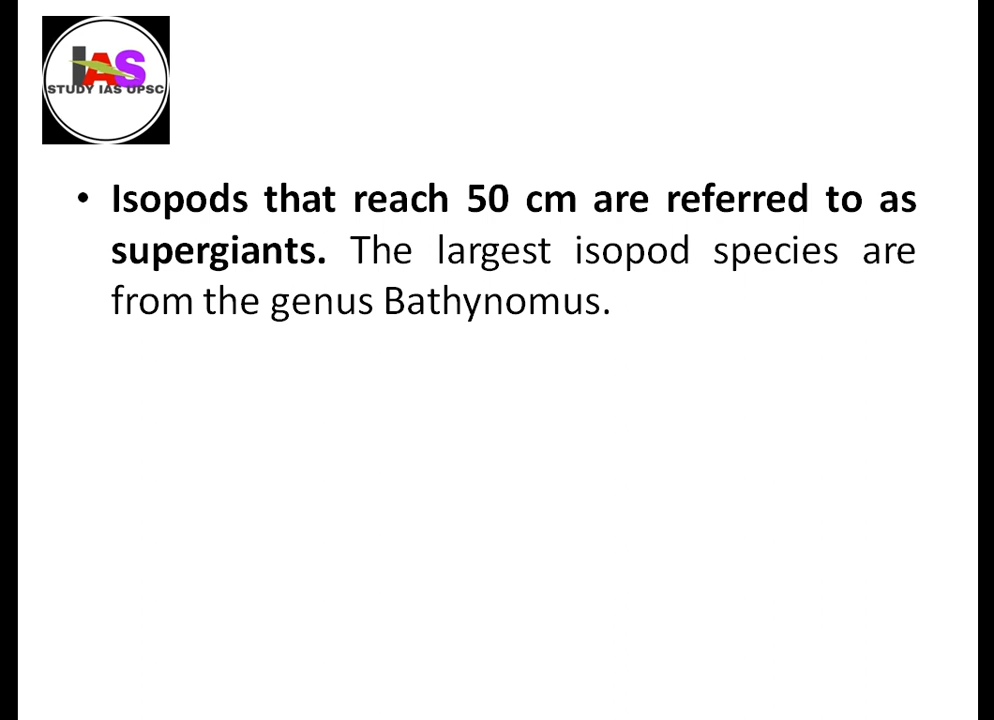 IAS
STUDY IAS UPSC
• Isopods that reach 50 cm are referred to as
supergiants. The largest isopod species are
from the genus Bathynomus.